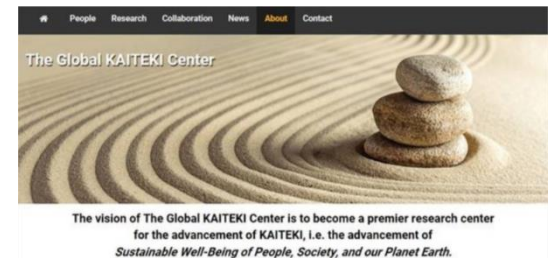 People Research Collaboration News About Contact
The Global KAITEKI Center
The vision of The Global KAITEKI Center is to become a premier research center
for the advancement of KAITEKI, i.e. the advancement of
Sustainable Well-Being of People, Society, and our Planet Earth.